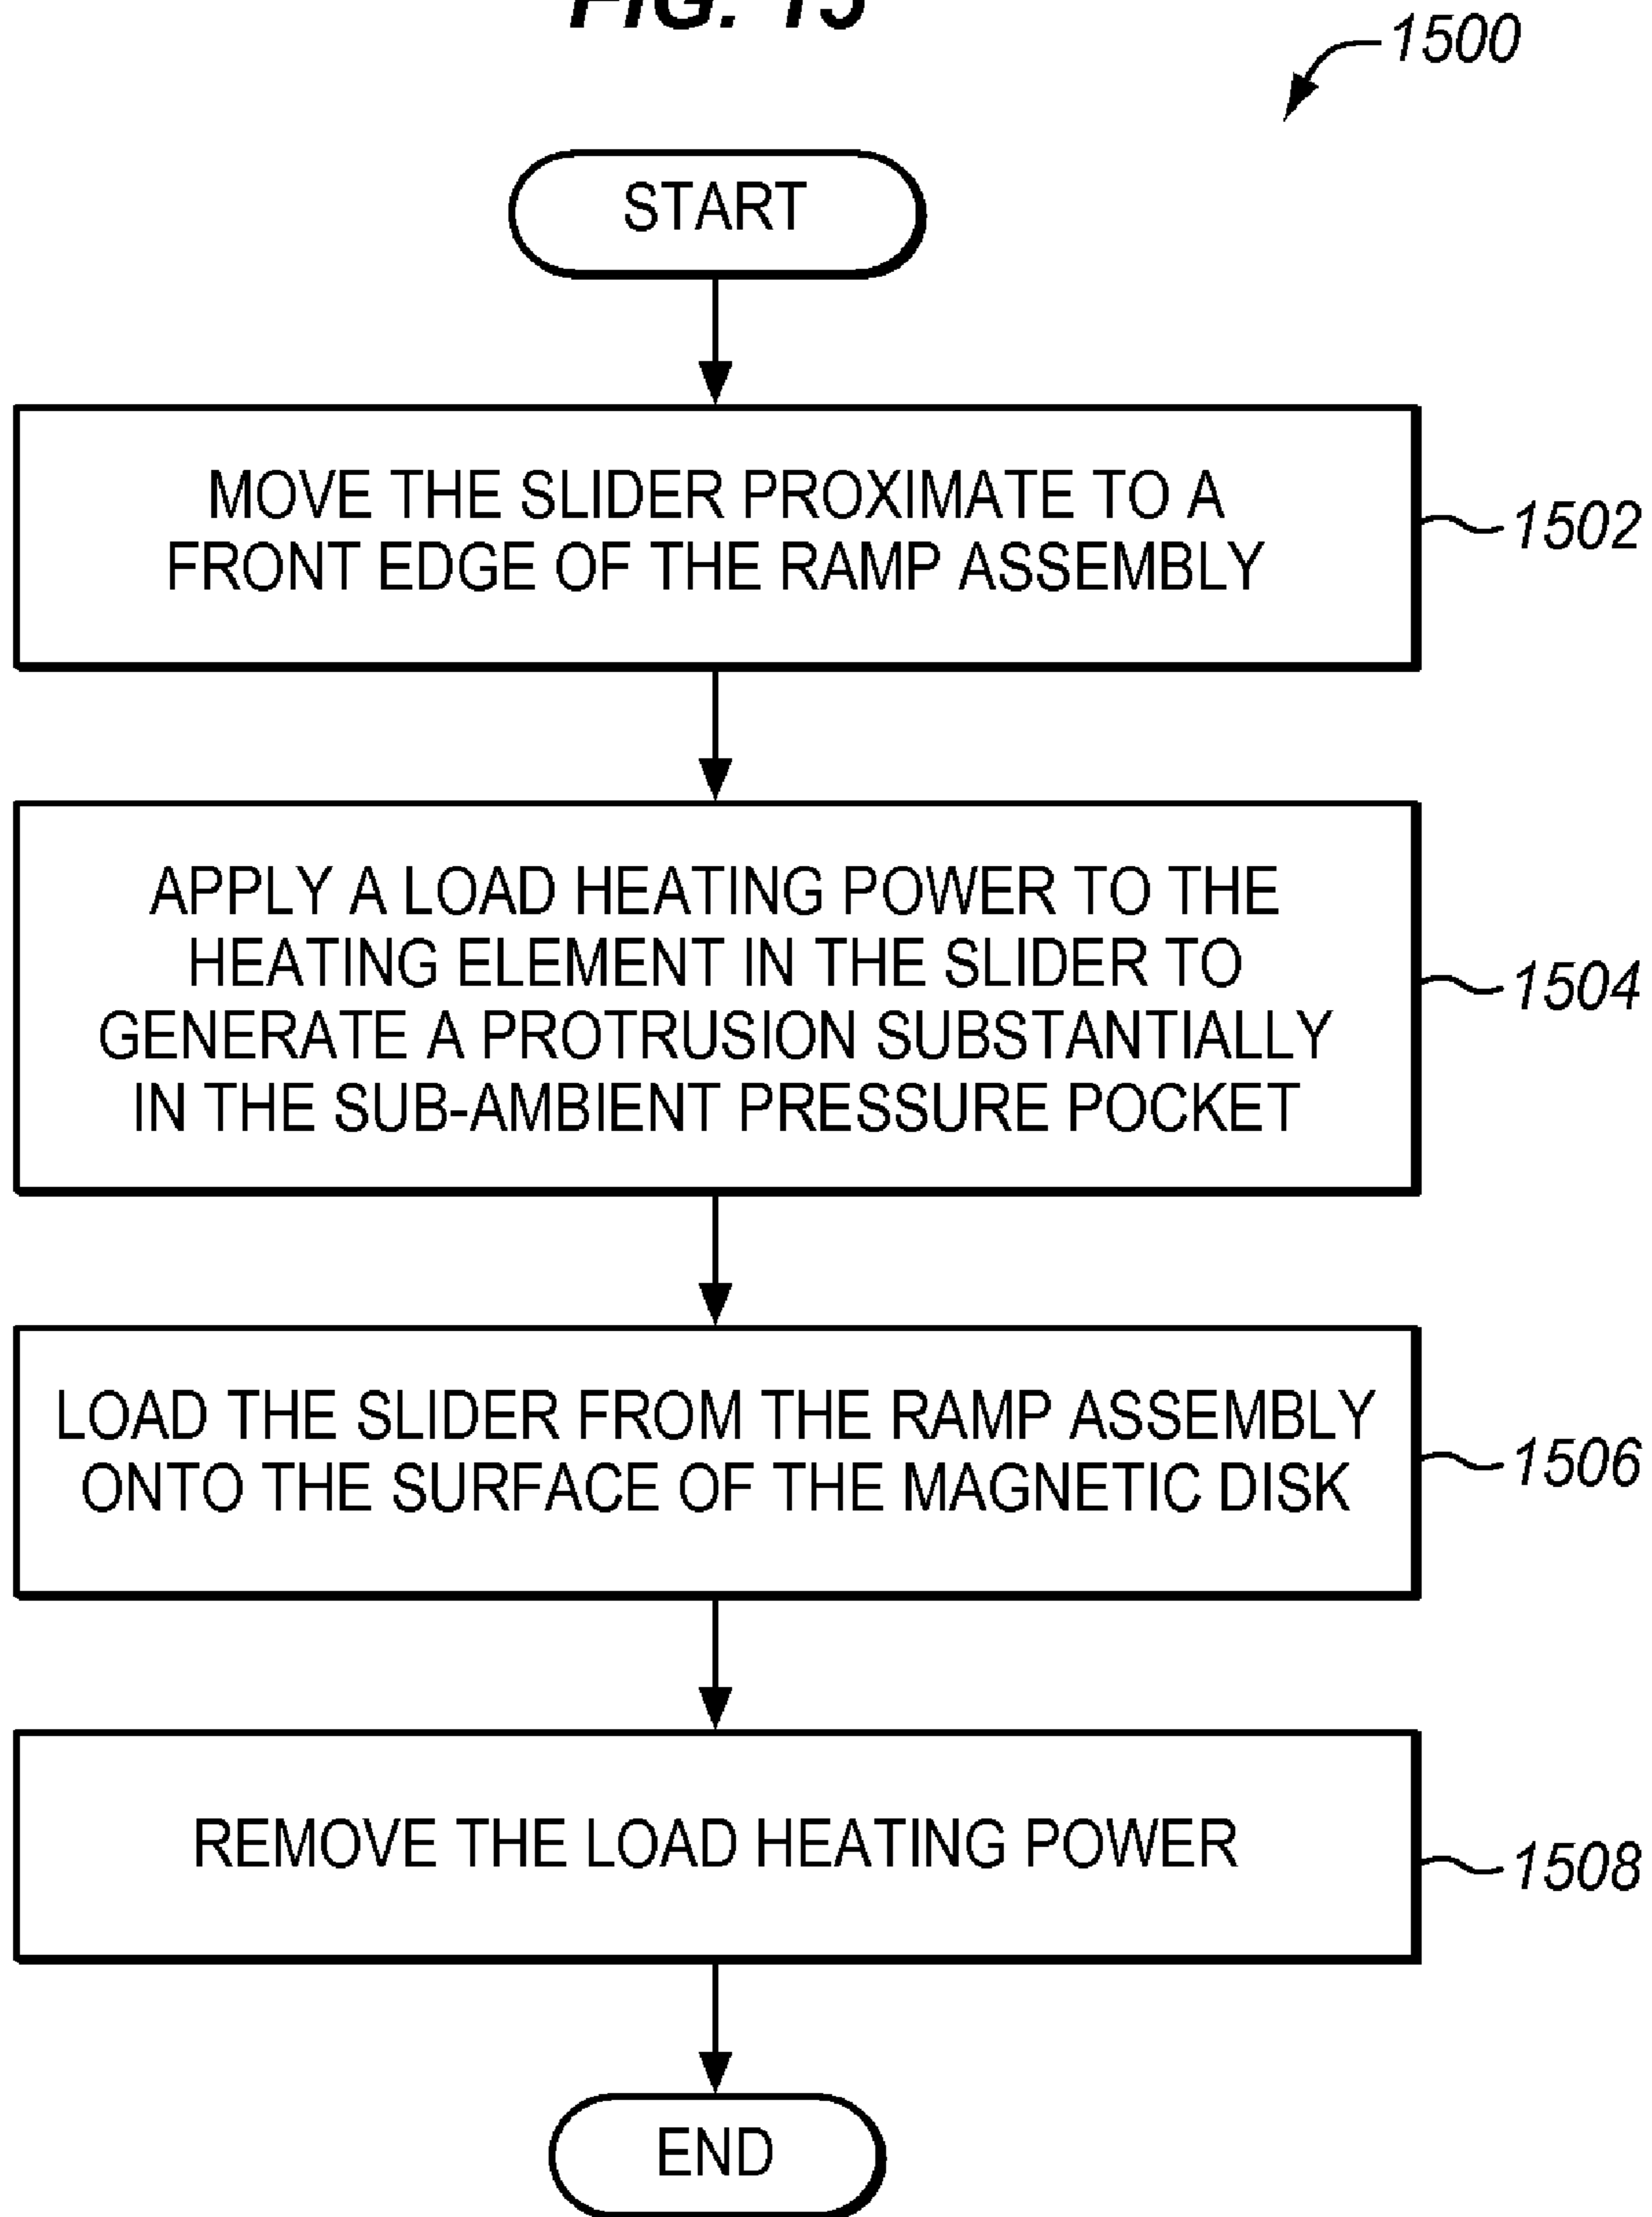 FIG. 15
1500
START
MOVE THE SLIDER PROXIMATE TO A
FRONT EDGE OF THE RAMP ASSEMBLY
1502
APPLY A LOAD HEATING POWER TO THE
HEATING ELEMENT IN THE SLIDER TO
GENERATE A PROTRUSION SUBSTANTIALLY
IN THE SUB-AMBIENT PRESSURE POCKET
1504
LOAD THE SLIDER FROM THE RAMP ASSEMBLY
ONTO THE SURFACE OF THE MAGNETIC DISK
1506
REMOVE THE LOAD HEATING POWER
1508
END